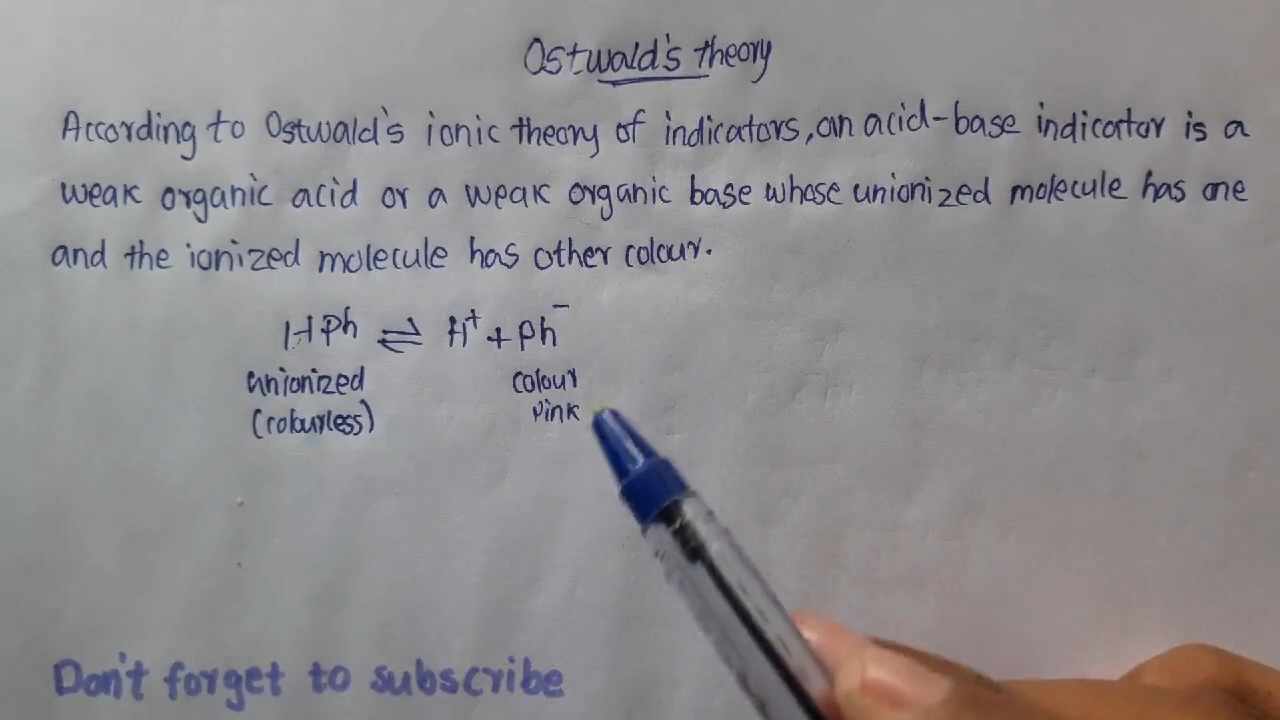 Ostwald's theory
According to Ostwald's ionic theory of indicators, an acid-base indicator is a
weak organic acid or a weak organic base whose unionized molecule has one
and the ionized molecule has other colour.
HPh ⇌ H⁺ + Ph⁻
unionized colour
(colourless) Pink
Don't forget to subscribe